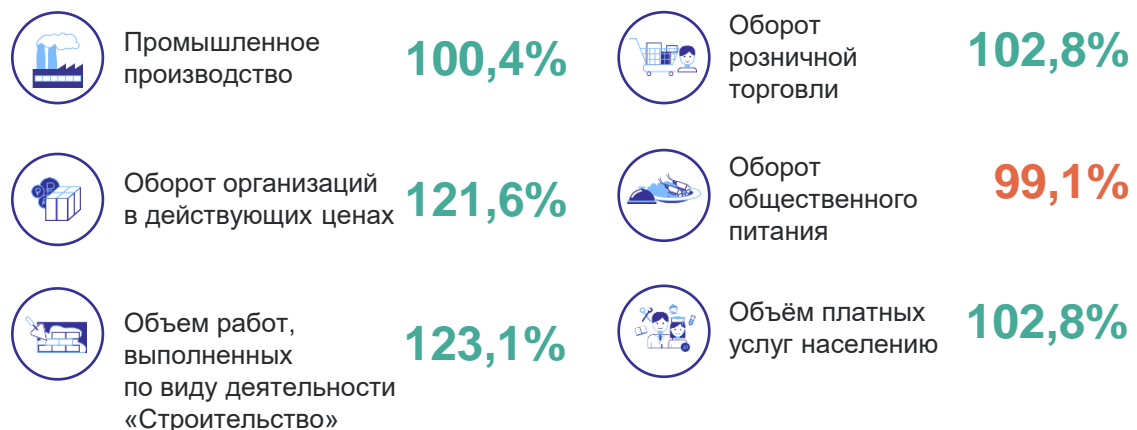 Промышленное
производство
100,4%
Оборот
розничной
торговли
102,8%
Оборот организаций
в действующих ценах
121,6%
Оборот
общественного
питания
99,1%
Объем работ,
выполненных
по виду деятельности
«Строительство»
123,1%
Объём платных
услуг населению
102,8%